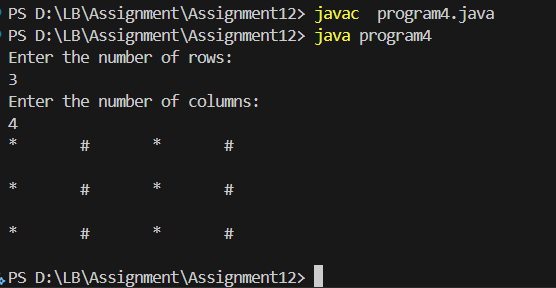 PS D:\LB\Assignment\Assignment12> javac  program4.java
PS D:\LB\Assignment\Assignment12> java program4
Enter the number of rows:
3
Enter the number of columns:
4
*       #       *       #
*       #       *       #
*       #       *       #
PS D:\LB\Assignment\Assignment12>